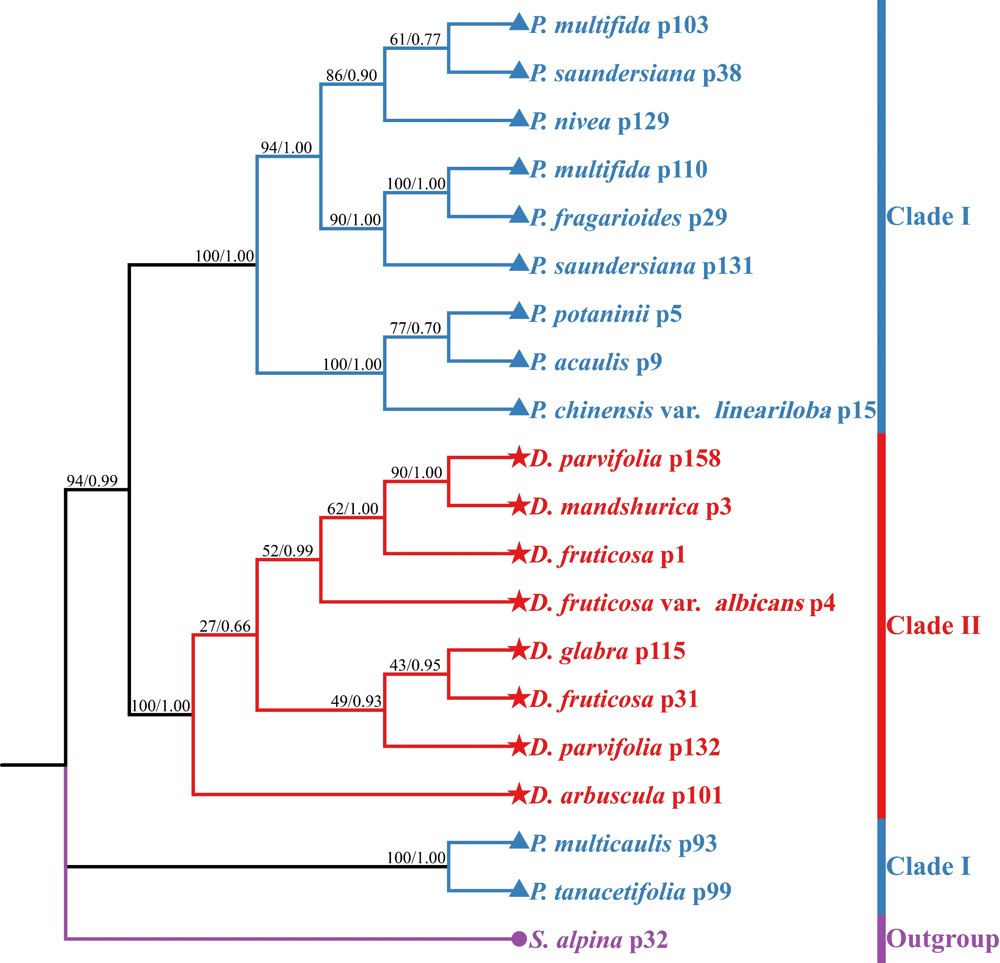 P. multifida p103
61/0.77
P. saundersiana p38
86/0.90
P. nivea p129
94/1.00
P. multifida p110
100/1.00
P. fragarioides p29
90/1.00
Clade I
P. saundersiana p131
100/1.00
P. potaninii p5
77/0.70
P. acaulis p9
100/1.00
P. chinensis var. lineariloba p15
D. parvifolia p158
90/1.00
94/0.99
D. mandshurica p3
62/1.00
D. fruticosa p1
52/0.99
D. fruticosa var. albicans p4
27/0.66
Clade II
D. glabra p115
43/0.95
D. fruticosa p31
49/0.93
100/1.00
D. parvifolia p132
D. arbuscula p101
P. multicaulis p93
100/1.00
Clade I
P. tanacetifolia p99
S. alpina p32
Outgroup